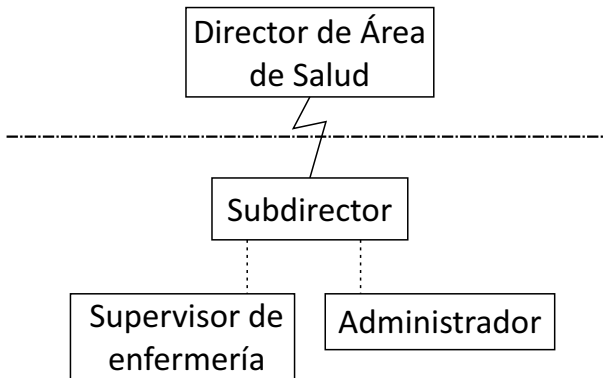 Director de Área
de Salud
Subdirector
Supervisor de
enfermería
Administrador